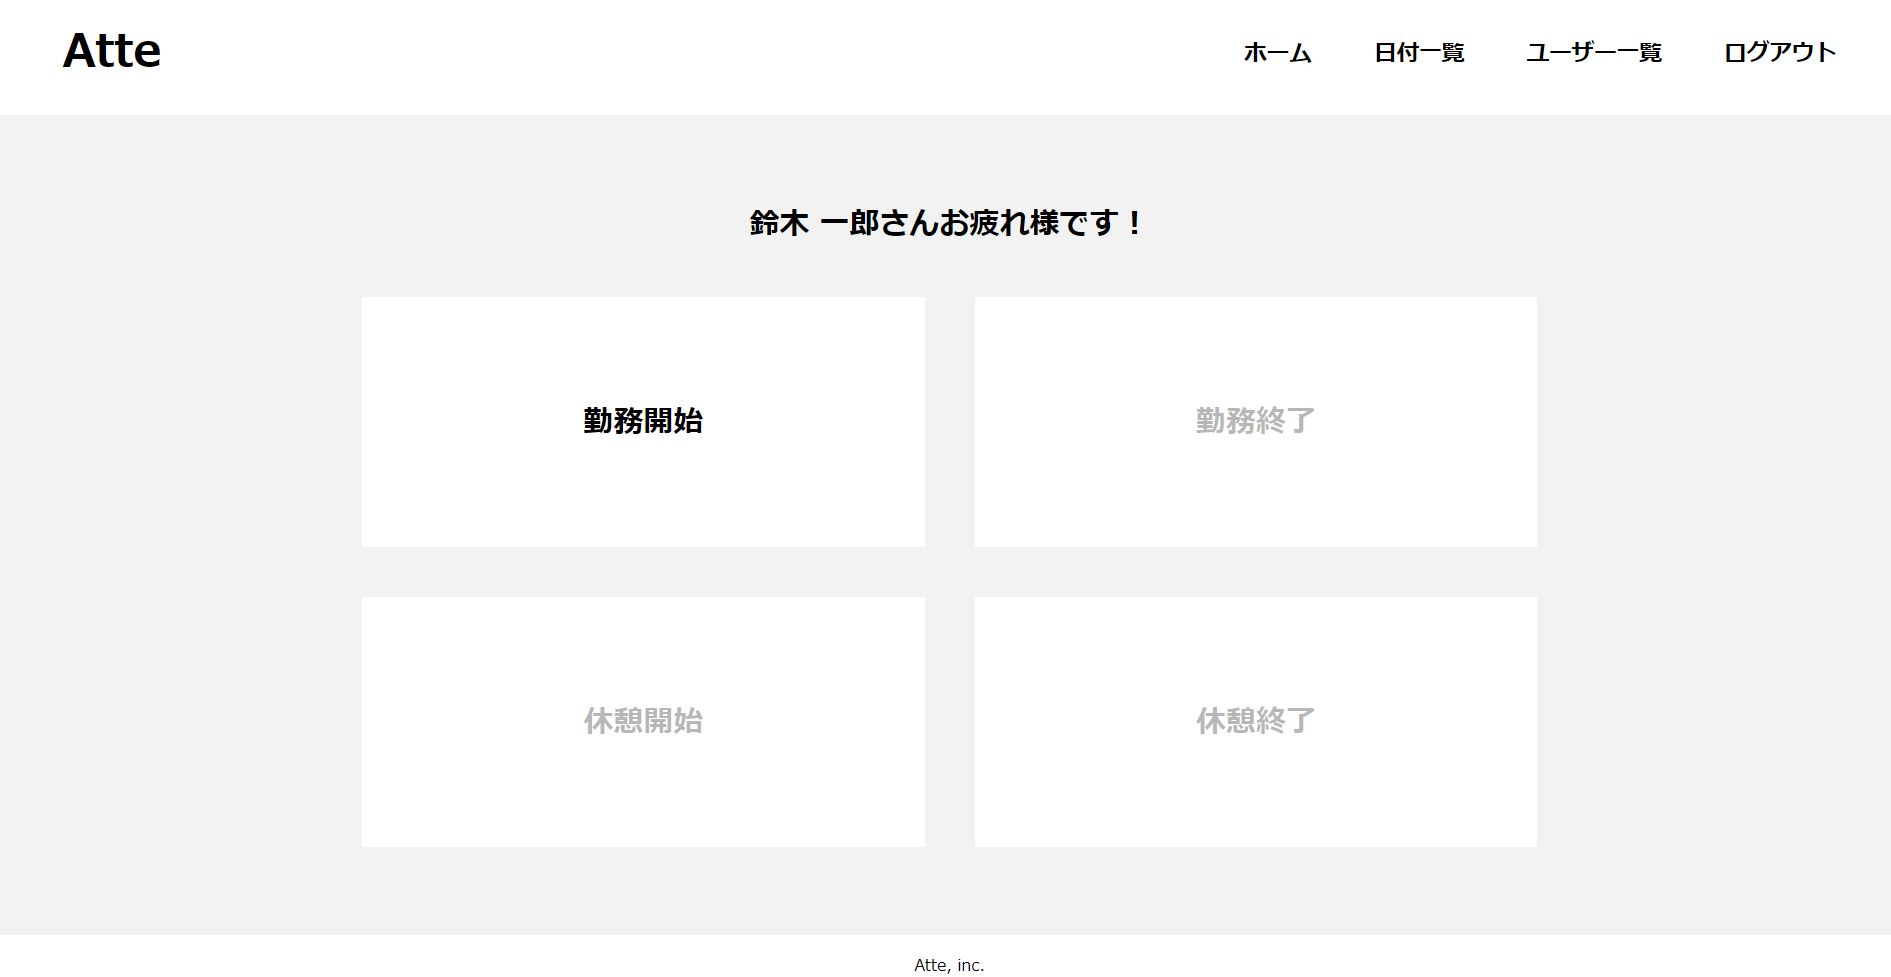 Atte
ホーム 日付一覧 ユーザー一覧 ログアウト
鈴木 一郎さんお疲れ様です！
勤務開始
勤務終了
休憩開始
休憩終了
Atte, inc.